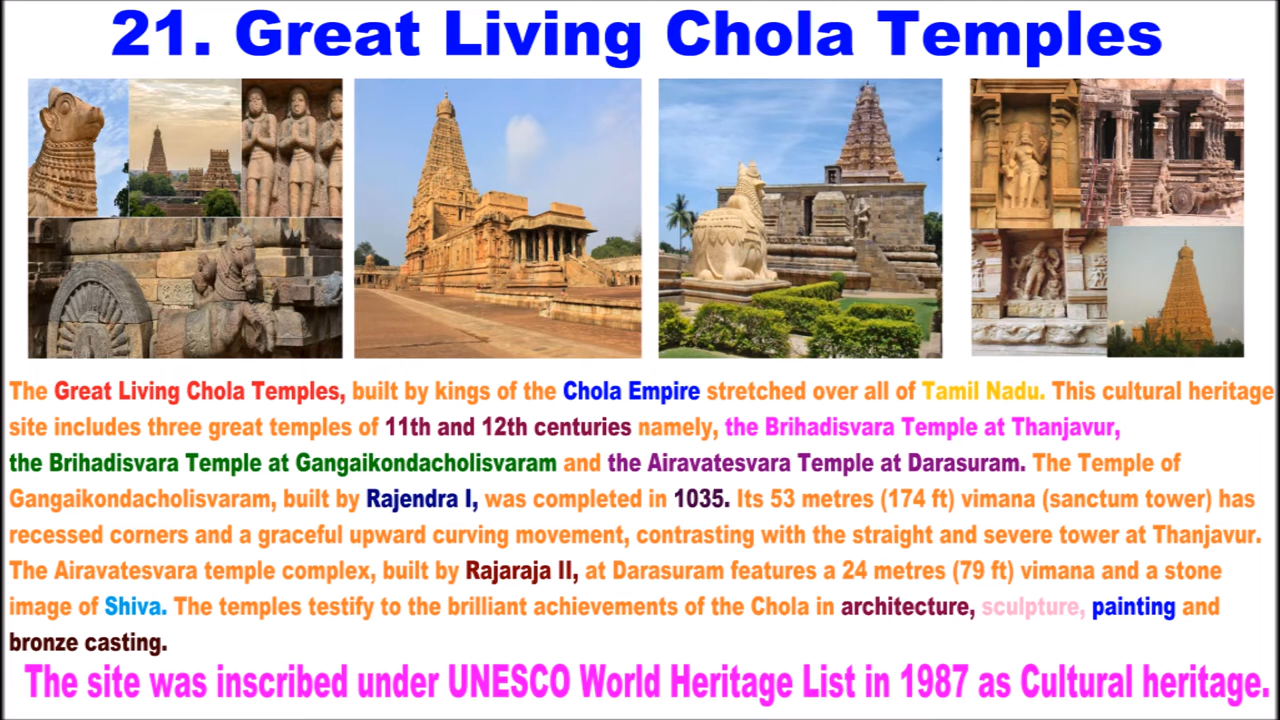 21. Great Living Chola Temples
The Great Living Chola Temples, built by kings of the Chola Empire stretched over all of Tamil Nadu. This cultural heritage
site includes three great temples of 11th and 12th centuries namely, the Brihadisvara Temple at Thanjavur,
the Brihadisvara Temple at Gangaikondacholisvaram and the Airavatesvara Temple at Darasuram. The Temple of
Gangaikondacholisvaram, built by Rajendra I, was completed in 1035. Its 53 metres (174 ft) vimana (sanctum tower) has
recessed corners and a graceful upward curving movement, contrasting with the straight and severe tower at Thanjavur.
The Airavatesvara temple complex, built by Rajaraja II, at Darasuram features a 24 metres (79 ft) vimana and a stone
image of Shiva. The temples testify to the brilliant achievements of the Chola in architecture, sculpture, painting and
bronze casting.
The site was inscribed under UNESCO World Heritage List in 1987 as Cultural heritage.